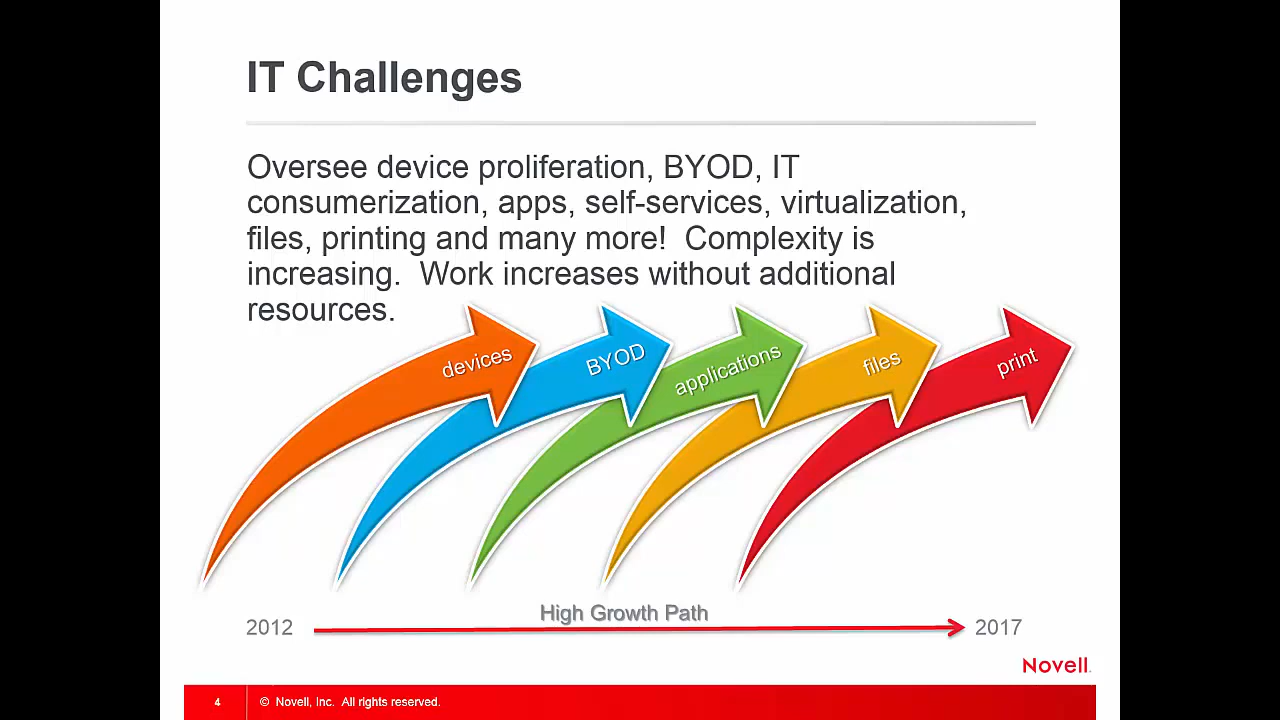 IT Challenges
Oversee device proliferation, BYOD, IT
consumerization, apps, self-services, virtualization,
files, printing and many more!  Complexity is
increasing.  Work increases without additional
resources.
devices
BYOD
applications
files
print
High Growth Path
2012
2017
Novell.
4
© Novell, Inc.  All rights reserved.